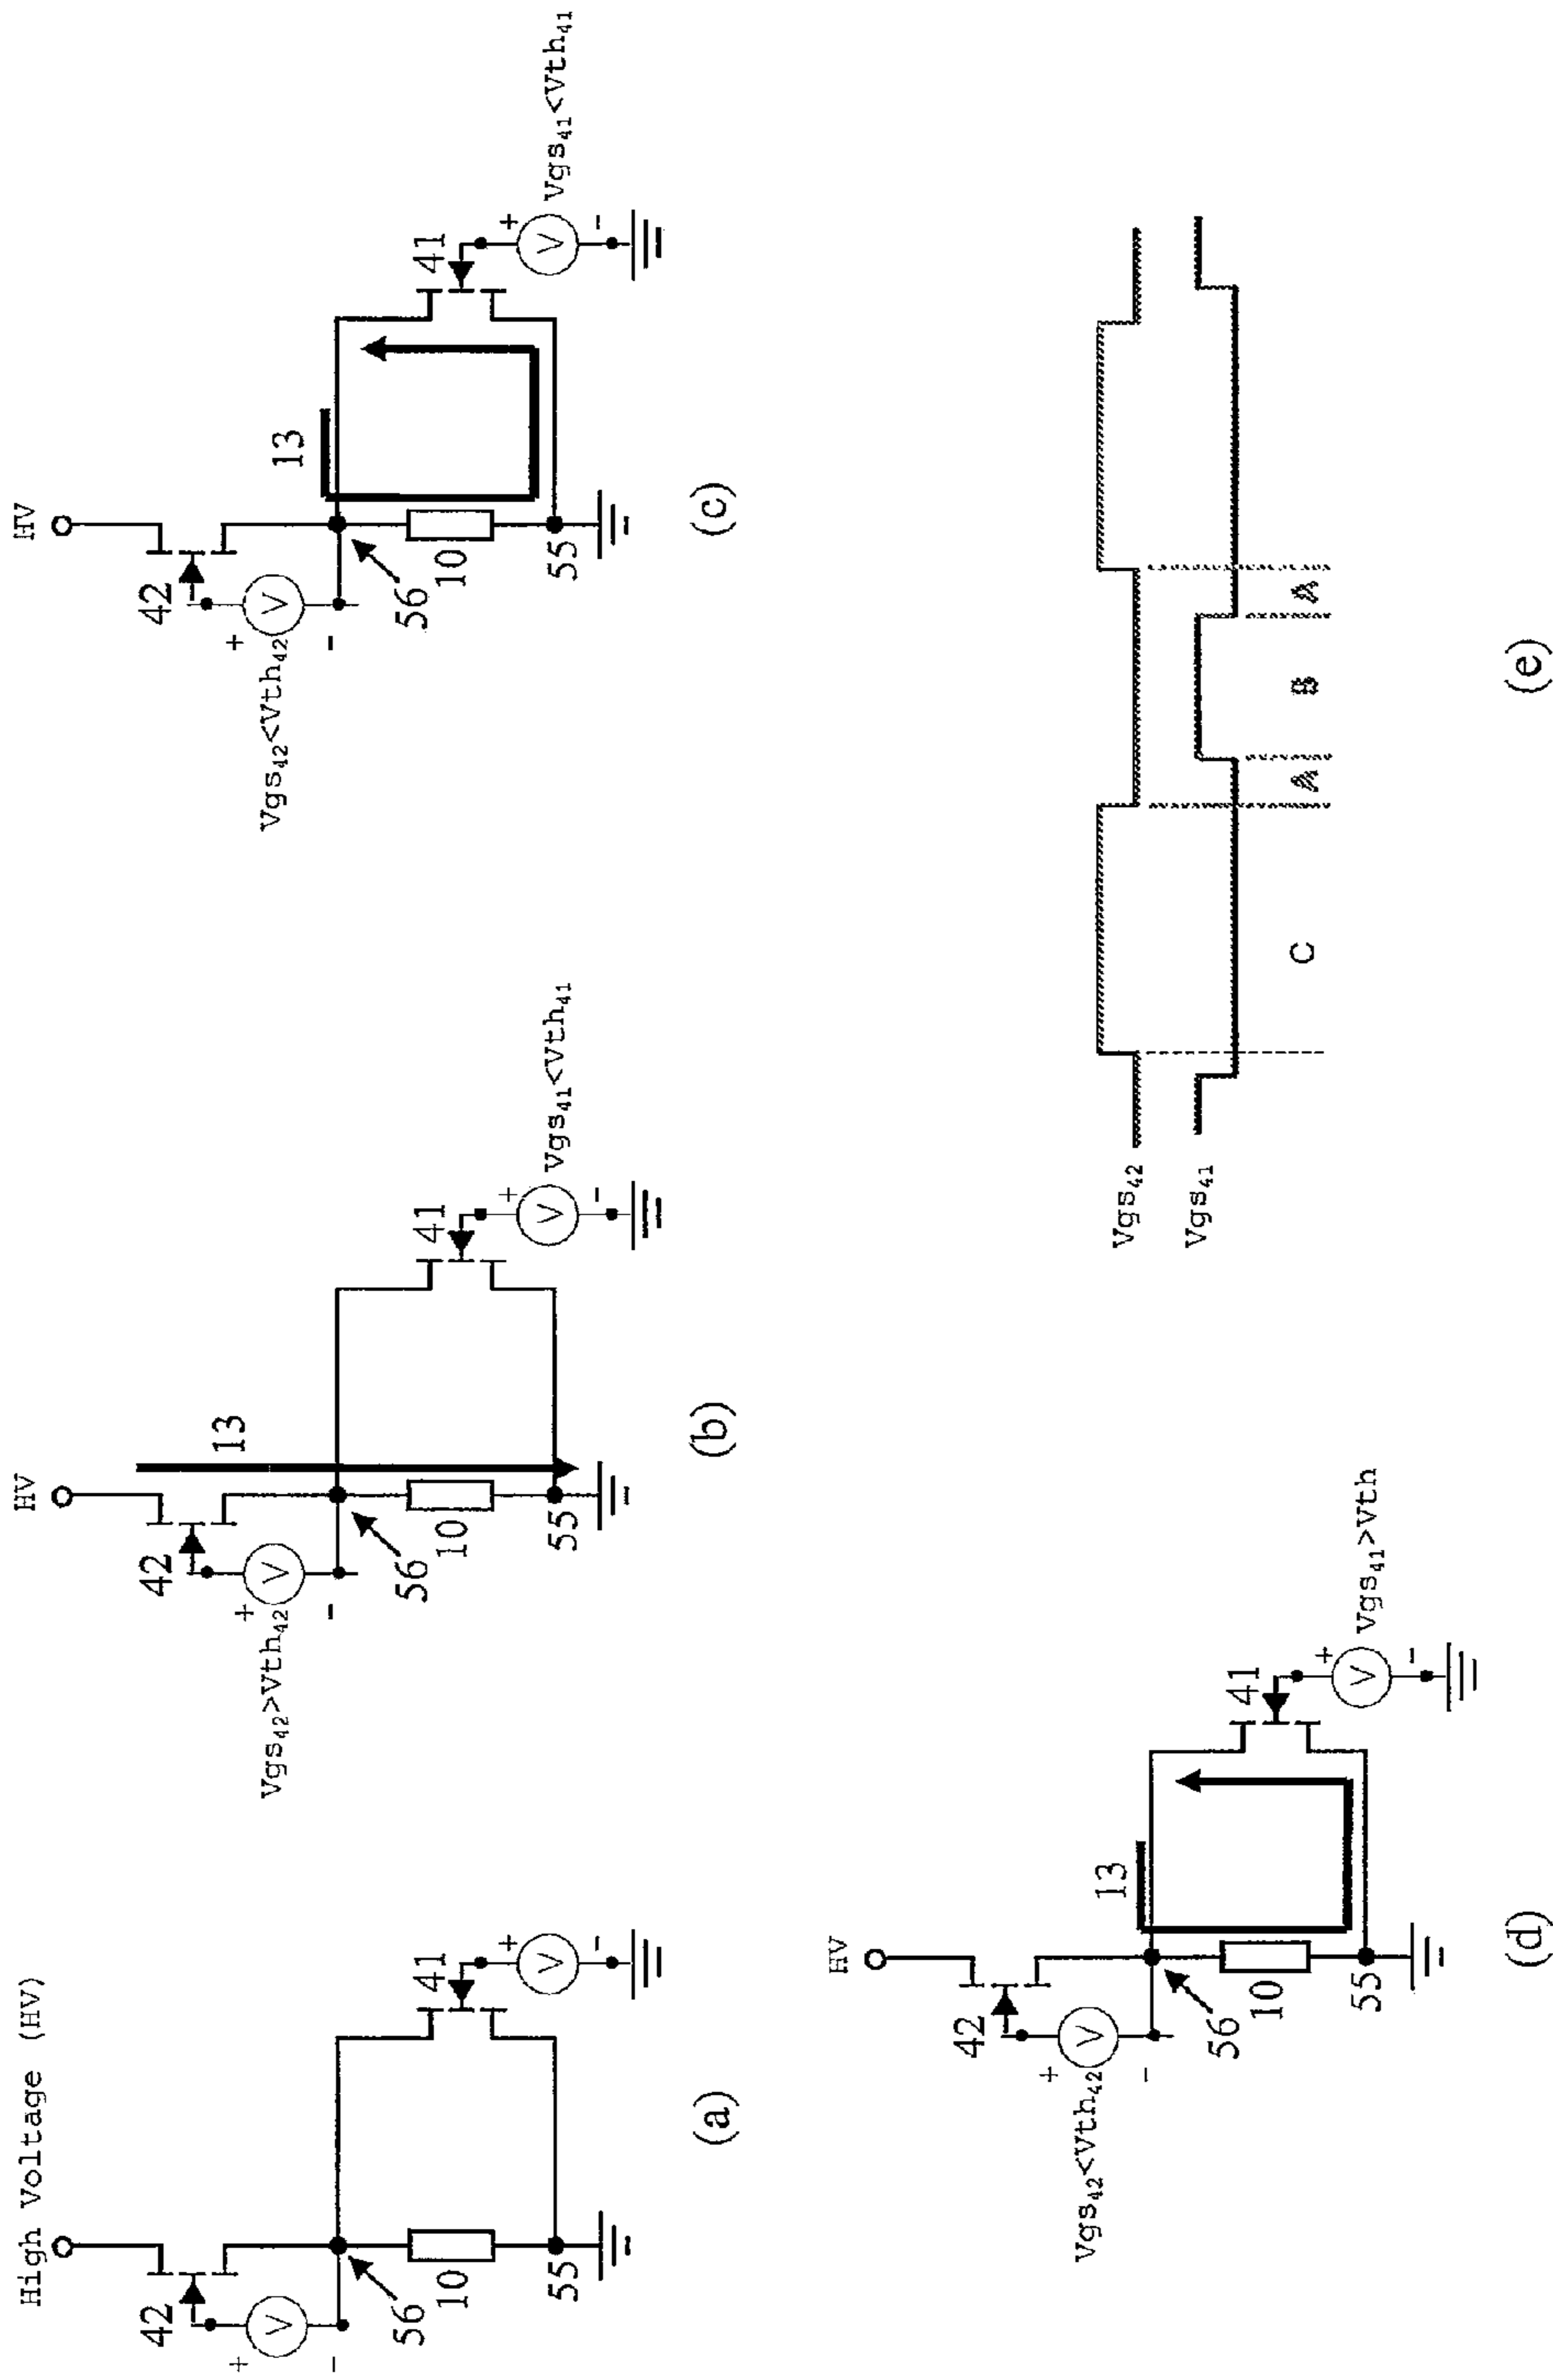 High Voltage (HV)
42
+
V
-
56
10
55
41
+
V
-
(a)
HV
42
+
V
-
Vgs42>Vth42
13
56
10
55
41
+
V
-
Vgs41<Vth41
(b)
HV
42
+
V
-
Vgs42<Vth42
13
56
10
55
41
+
V
-
Vgs41<Vth41
(c)
HV
42
+
V
-
Vgs42<Vth42
13
56
10
55
41
+
V
-
Vgs41>Vth
(d)
Vgs42
Vgs41
C
A
B
A
(e)